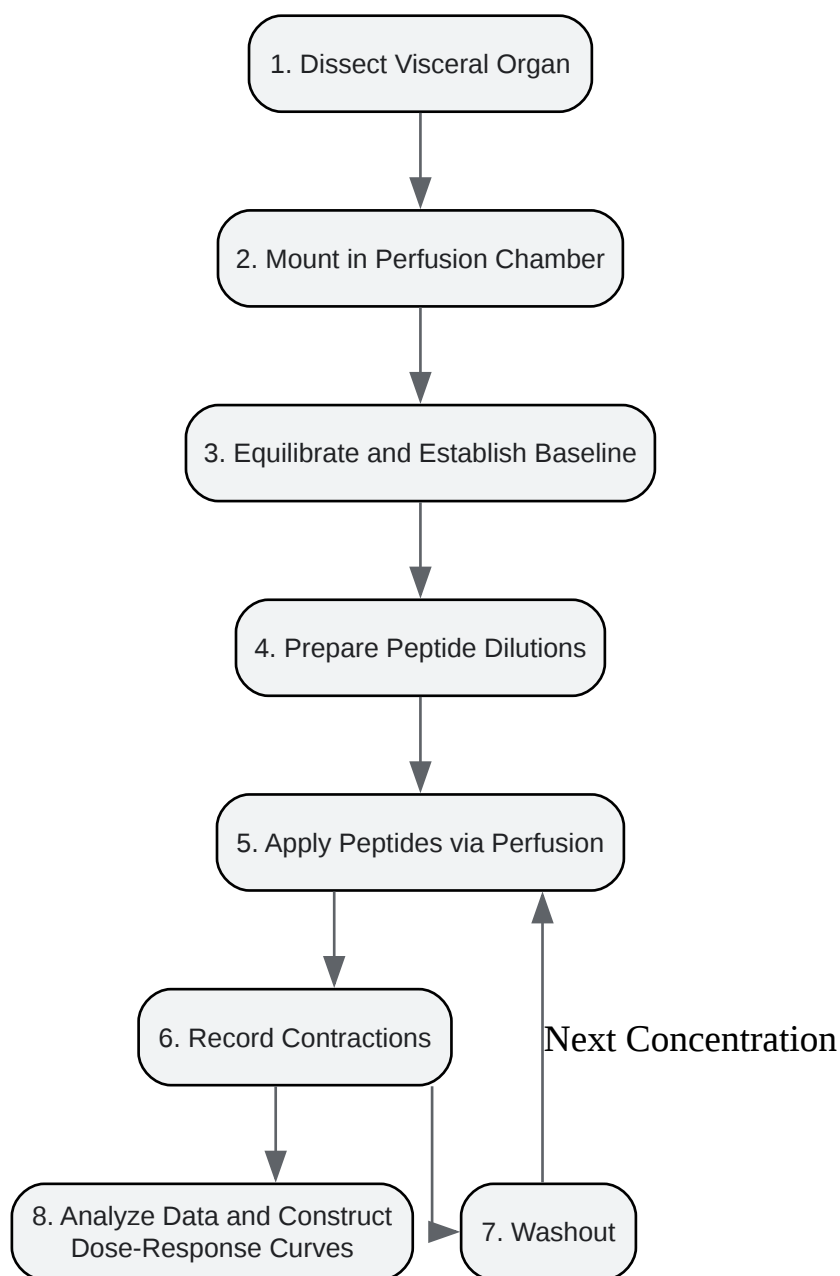 1. Dissect Visceral Organ
2. Mount in Perfusion Chamber
3. Equilibrate and Establish Baseline
4. Prepare Peptide Dilutions
5. Apply Peptides via Perfusion
6. Record Contractions
Next Concentration
8. Analyze Data and Construct
Dose-Response Curves
7. Washout